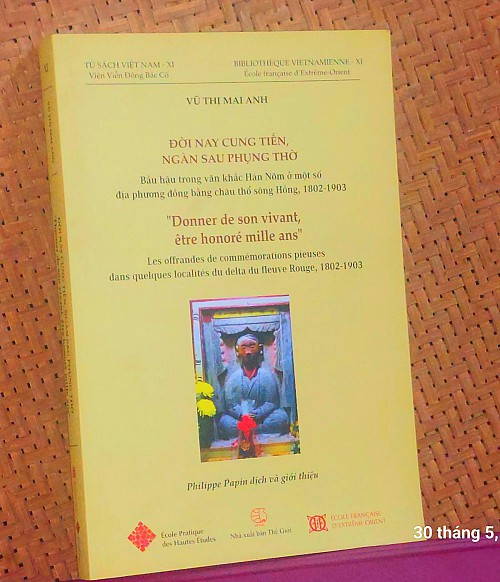 TỦ SÁCH VIỆT NAM - XI
Viện Viễn Đông Bác Cổ
BIBLIOTHÈQUE VIETNAMIENNE - XI
École française d'Extrême-Orient
VŨ THỊ MAI ANH
ĐỜI NAY CUNG TIẾN,
NGÀN SAU PHỤNG THỜ
Bầu hậu trong văn khắc Hán Nôm ở một số
địa phương đồng bằng châu thổ sông Hồng, 1802-1903
"Donner de son vivant,
être honoré mille ans"
Les offrandes de commémorations pieuses
dans quelques localités du delta du fleuve Rouge, 1802-1903
Philippe Papin dịch và giới thiệu
École Pratique
des Hautes Études
Nhà xuất bản Thế Giới
ÉCOLE FRANÇAISE
D'EXTRÊME-ORIENT
30 tháng 5,